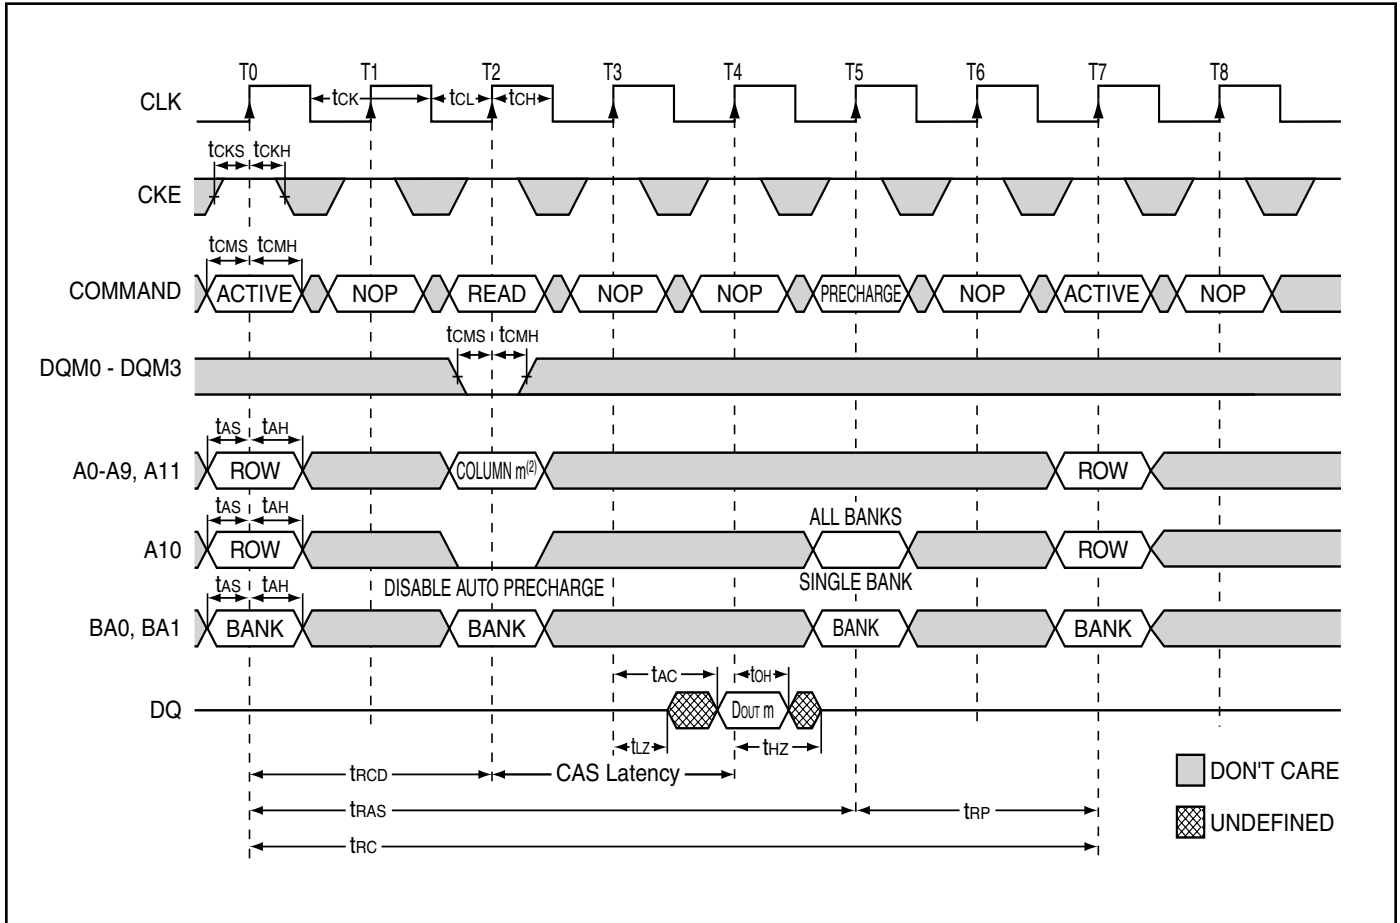 T0 T1 T2 T3 T4 T5 T6 T7 T8
CLK tCK tCL tCH
tCKS tCKH
CKE
tCMS tCMH
COMMAND ACTIVE NOP READ NOP NOP PRECHARGE NOP ACTIVE NOP
tCMS tCMH
DQM0 - DQM3
tAS tAH
A0-A9, A11 ROW COLUMN m(2) ROW
tAS tAH ALL BANKS
A10 ROW ROW
tAS tAH DISABLE AUTO PRECHARGE SINGLE BANK
BA0, BA1 BANK BANK BANK BANK
tAC tOH
DQ DOUT m
tLZ tHZ
tRCD CAS Latency DON'T CARE
tRAS tRP UNDEFINED
tRC